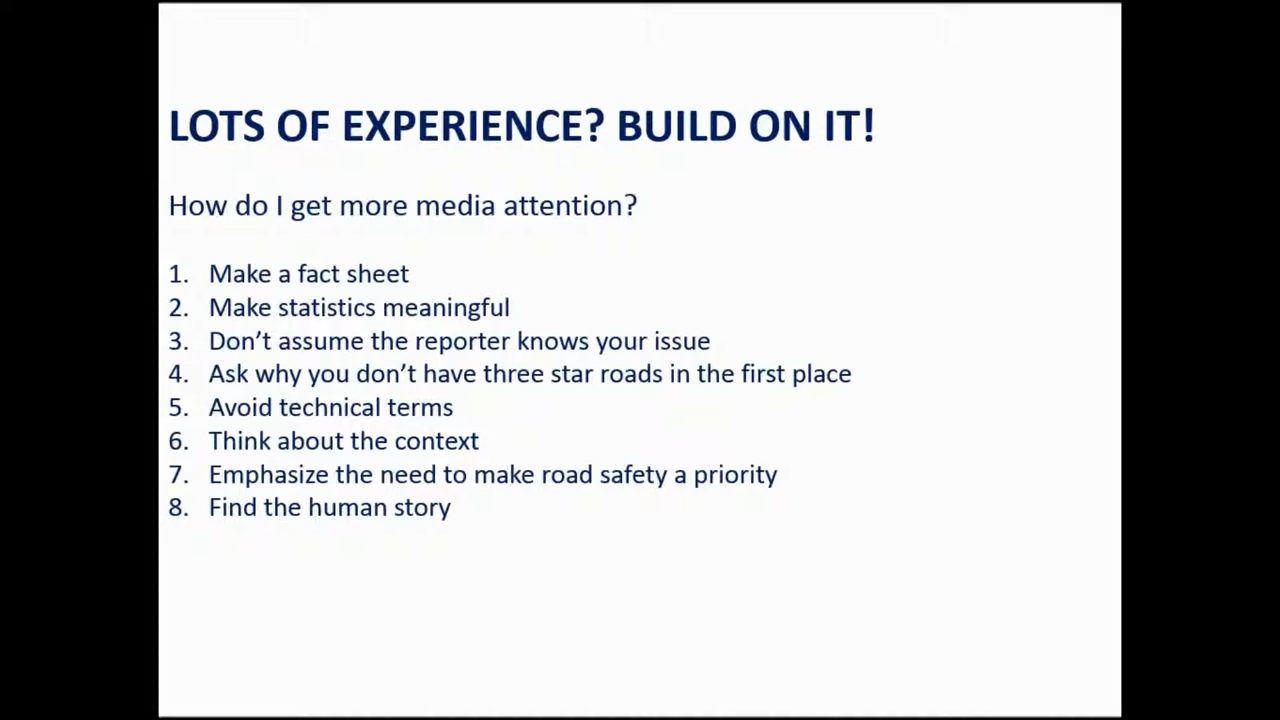 LOTS OF EXPERIENCE? BUILD ON IT!
How do I get more media attention?
1. Make a fact sheet
2. Make statistics meaningful
3. Don’t assume the reporter knows your issue
4. Ask why you don’t have three star roads in the first place
5. Avoid technical terms
6. Think about the context
7. Emphasize the need to make road safety a priority
8. Find the human story